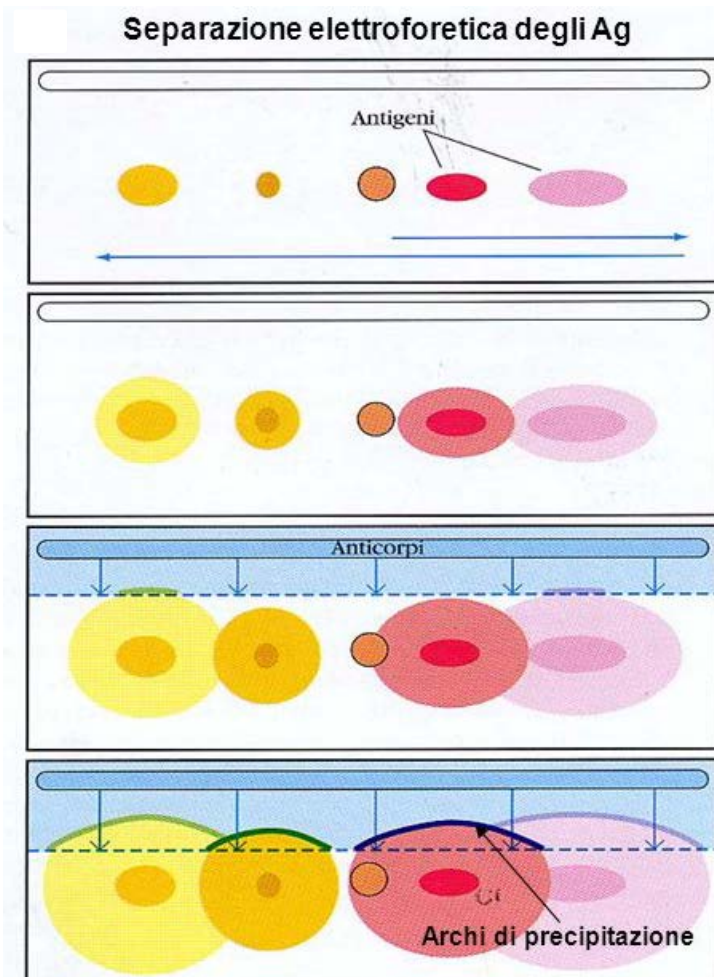 Separazione elettroforetica degli Ag
Antigeni
Anticorpi
Archi di precipitazione